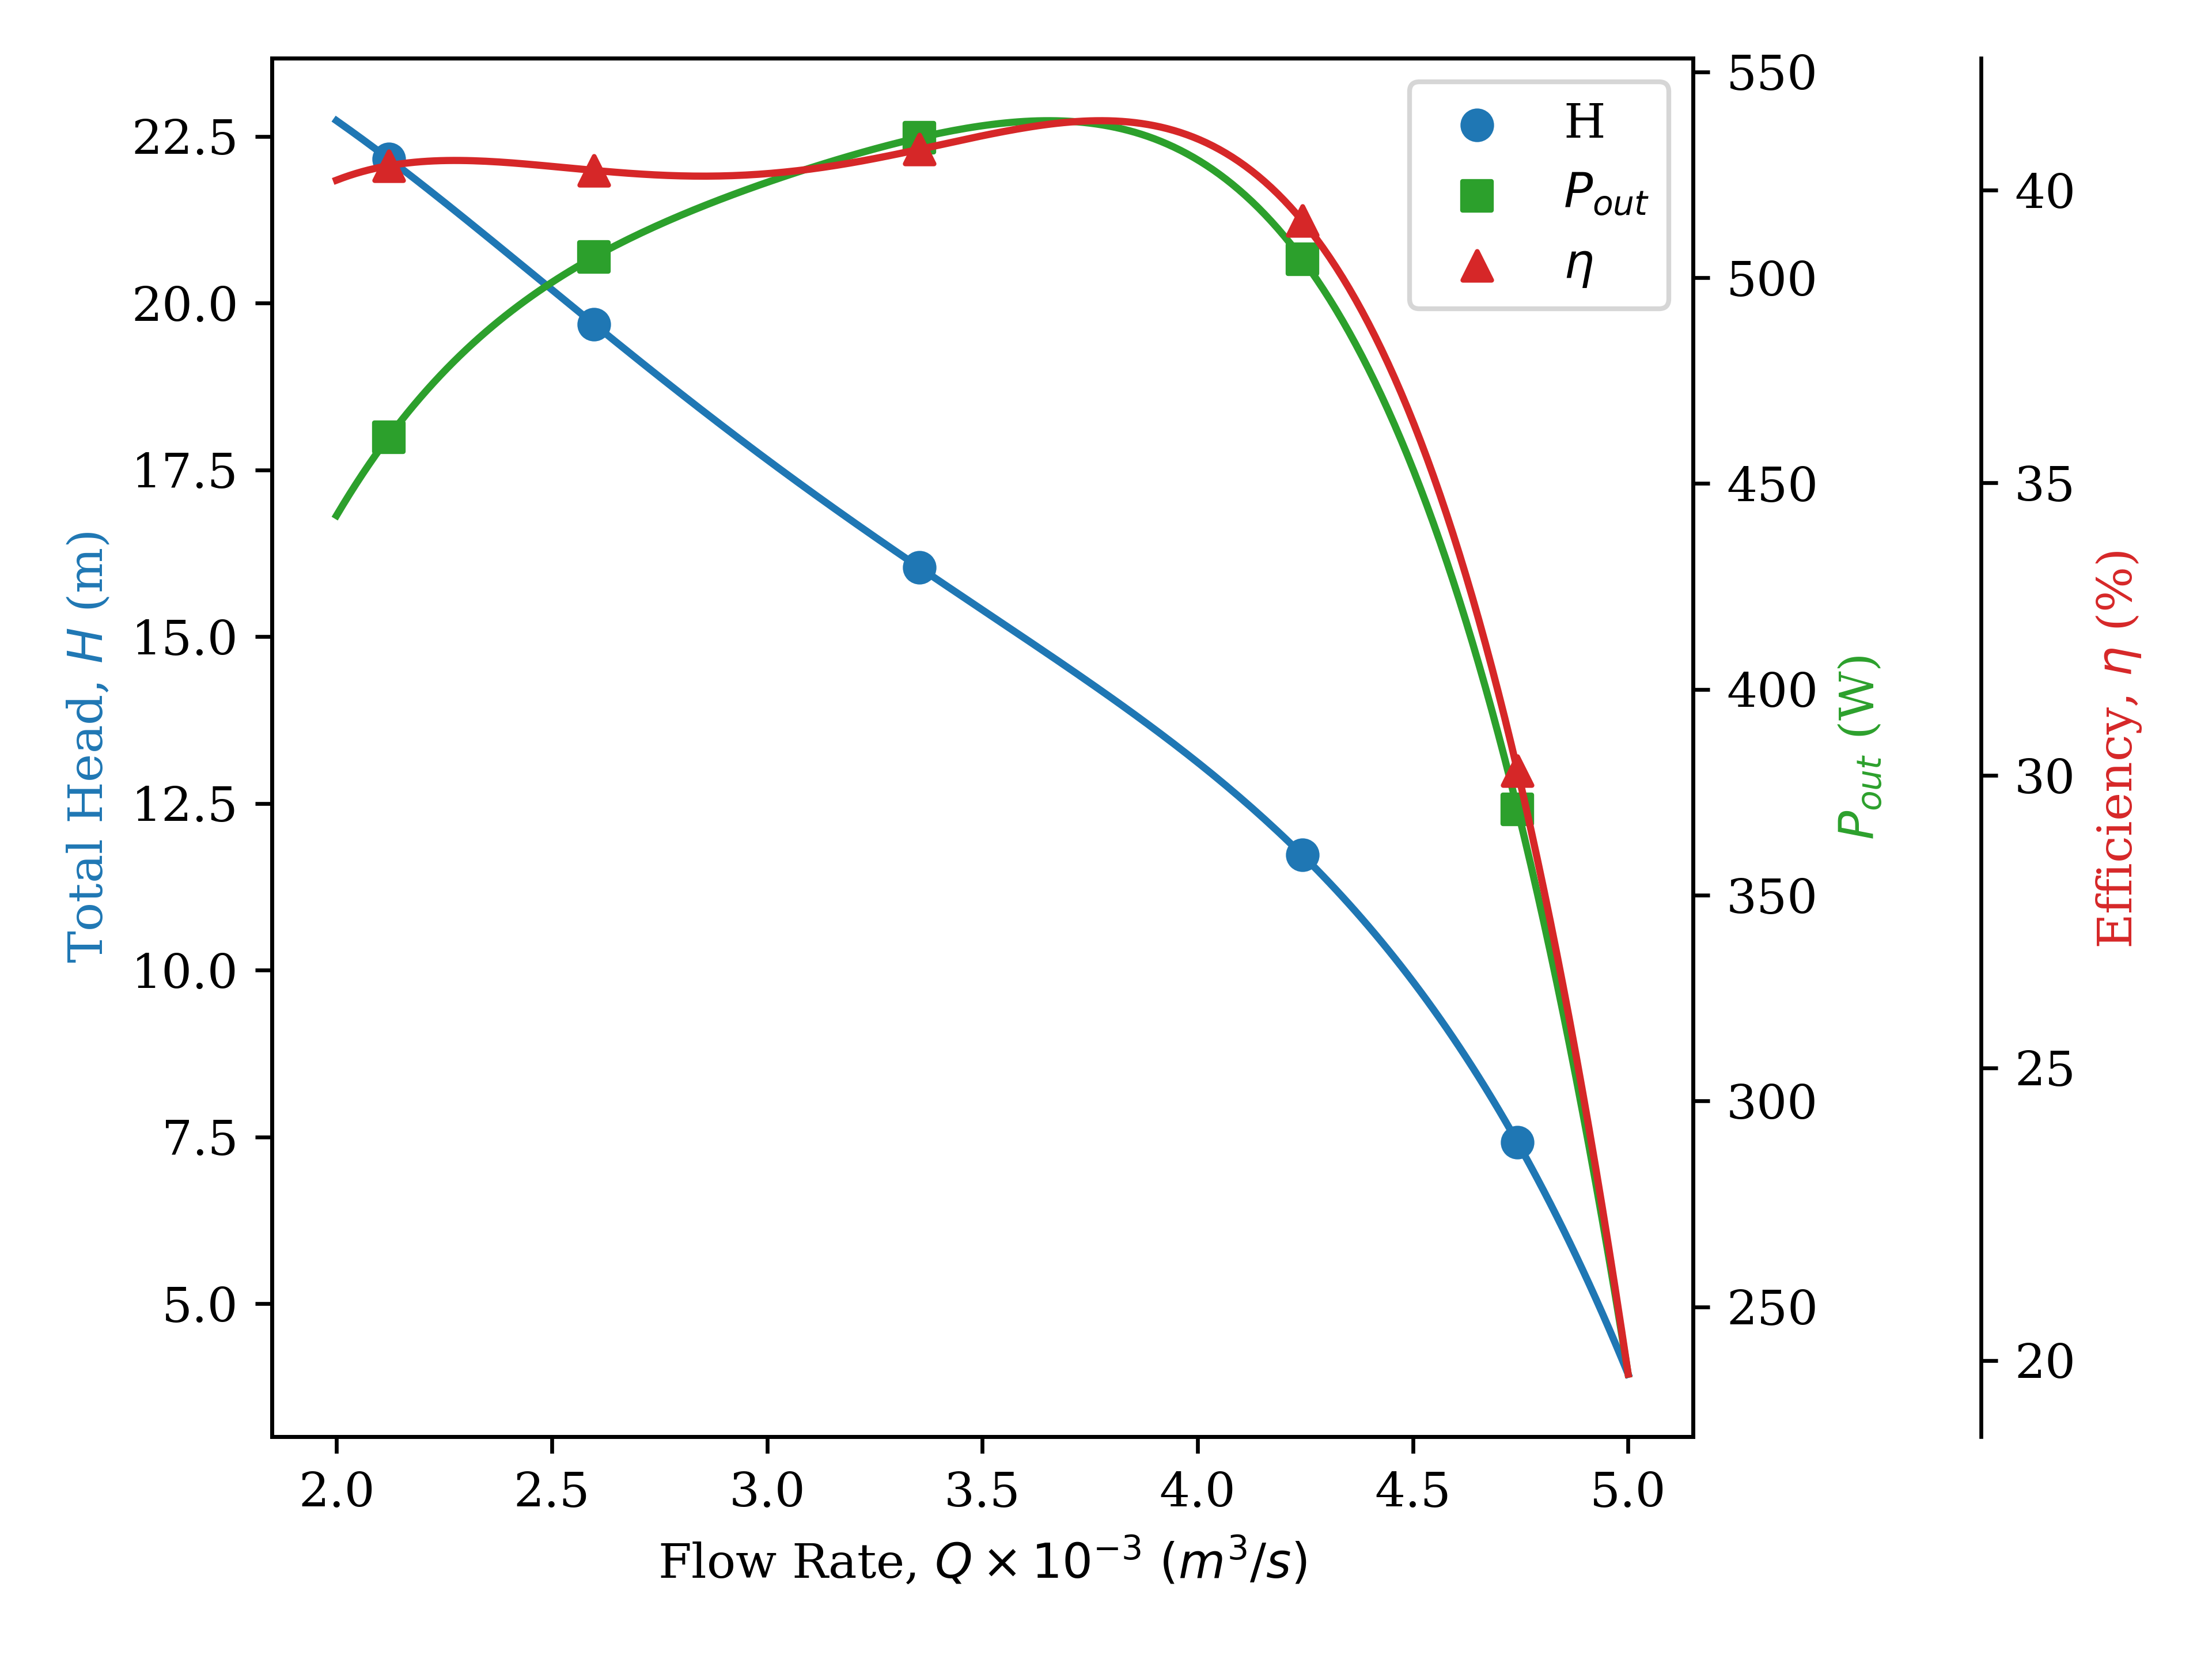 22.5
20.0
17.5
15.0
12.5
10.0
7.5
5.0
Total Head, H (m)
2.0 2.5 3.0 3.5 4.0 4.5 5.0
Flow Rate, Q × 10⁻³ (m³/s)
H
P_out
η
550
500
450
400
350
300
250
P_out (W)
40
35
30
25
20
Efficiency, η (%)